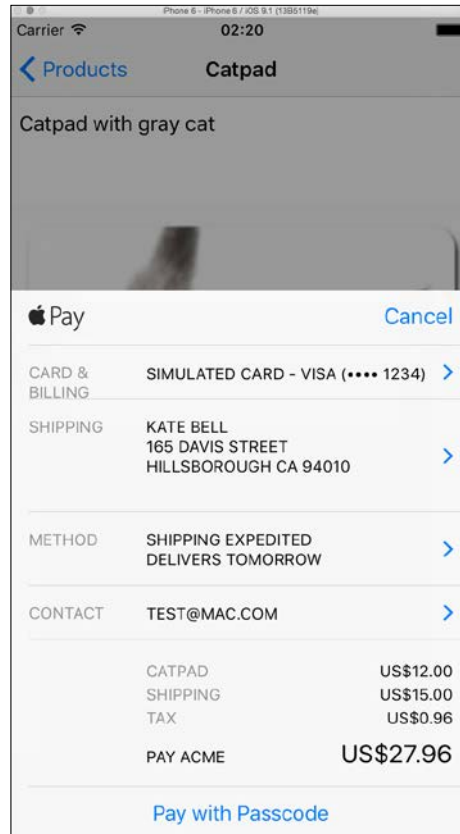 iPhone 6 - iPhone 6 / iOS 9.1 (13B5119e)
Carrier 02:20
Products Catpad
Catpad with gray cat
Pay Cancel
CARD & BILLING SIMULATED CARD - VISA (•••• 1234)
SHIPPING KATE BELL
165 DAVIS STREET
HILLSBOROUGH CA 94010
METHOD SHIPPING EXPEDITED
DELIVERS TOMORROW
CONTACT TEST@MAC.COM
CATPAD US$12.00
SHIPPING US$15.00
TAX US$0.96
PAY ACME US$27.96
Pay with Passcode